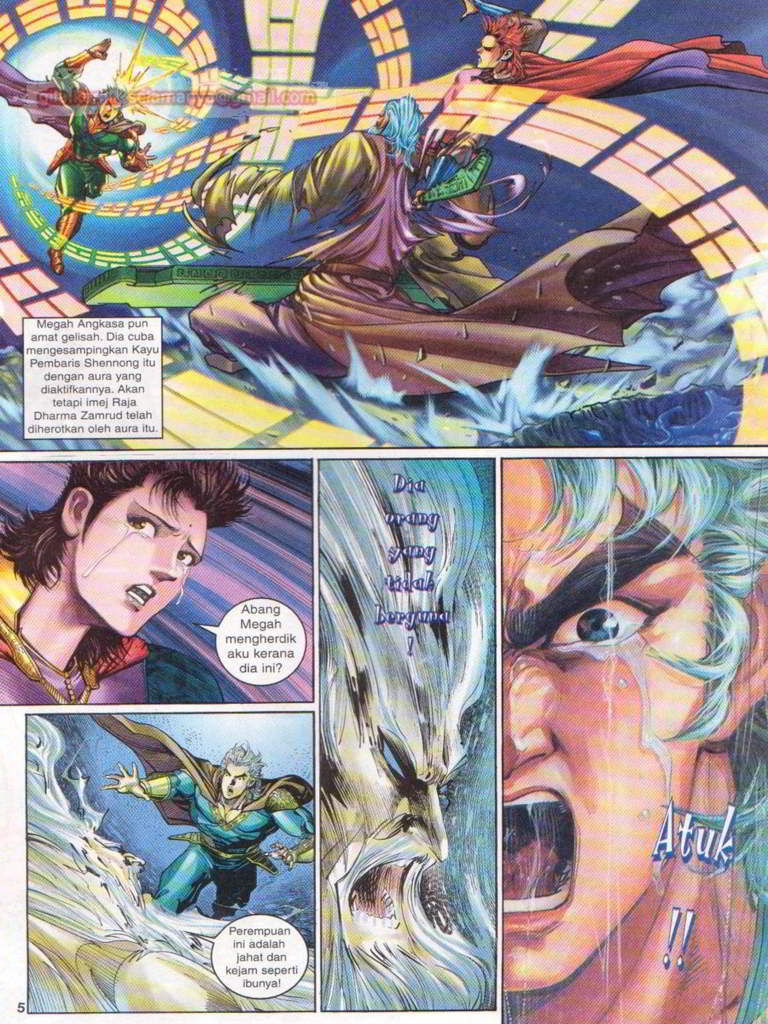 Megah Angkasa pun
amat gelisah. Dia cuba
mengesampingkan Kayu
Pembaris Shennong itu
dengan aura yang
diaktifkannya. Akan
tetapi imej Raja
Dharma Zamrud telah
diherotkan oleh aura itu.
Abang
Megah
mengherdik
aku kerana
dia ini?
Perempuan
ini adalah
jahat dan
kejam seperti
ibunya!
Dia
orang
yang
tidak
berguna
!
Atuk
!!
5